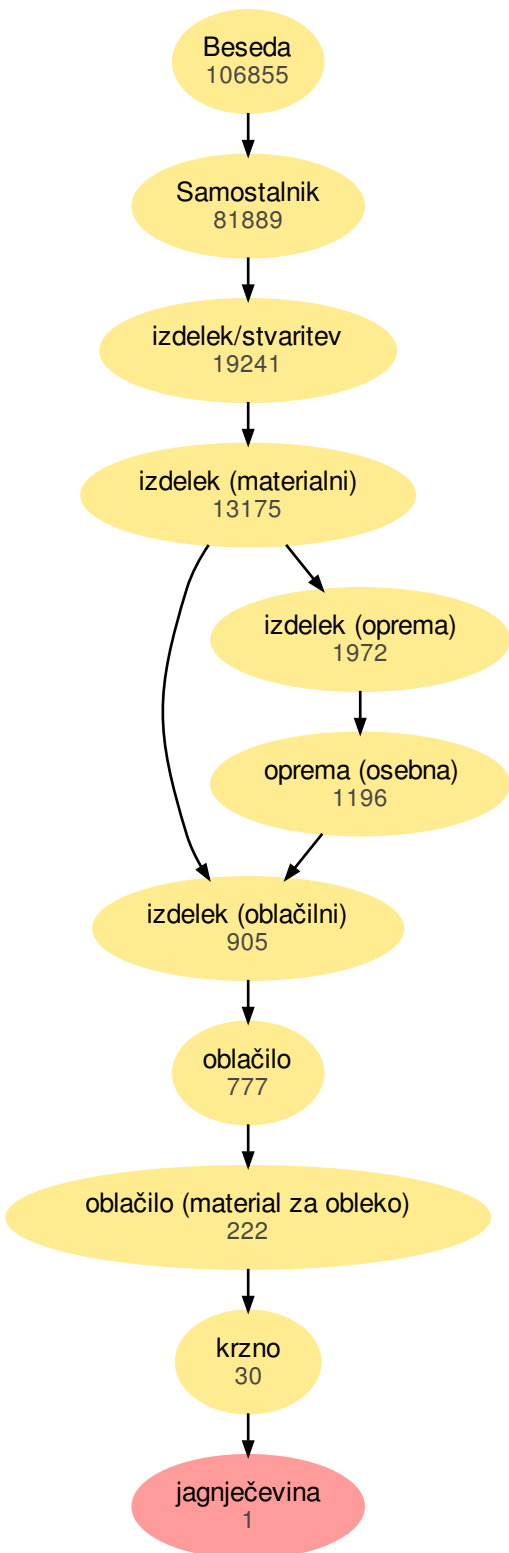 Beseda
106855
Samostalnik
81889
izdelek/stvaritev
19241
izdelek (materialni)
13175
izdelek (oprema)
1972
oprema (osebna)
1196
izdelek (oblačilni)
905
oblačilo
777
oblačilo (material za obleko)
222
krzno
30
jagnječevina
1